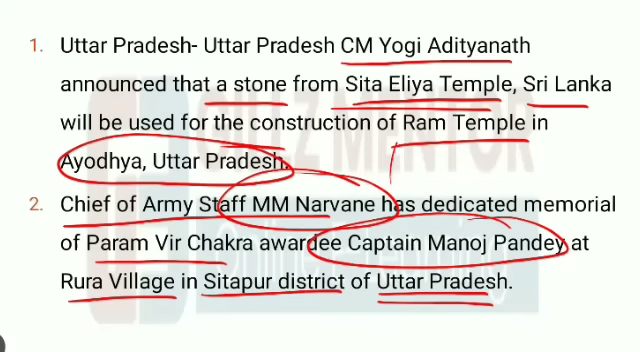 1. Uttar Pradesh- Uttar Pradesh CM Yogi Adityanath
announced that a stone from Sita Eliya Temple, Sri Lanka
will be used for the construction of Ram Temple in
Ayodhya, Uttar Pradesh.
2. Chief of Army Staff MM Narvane has dedicated memorial
of Param Vir Chakra awardee Captain Manoj Pandey at
Rura Village in Sitapur district of Uttar Pradesh.